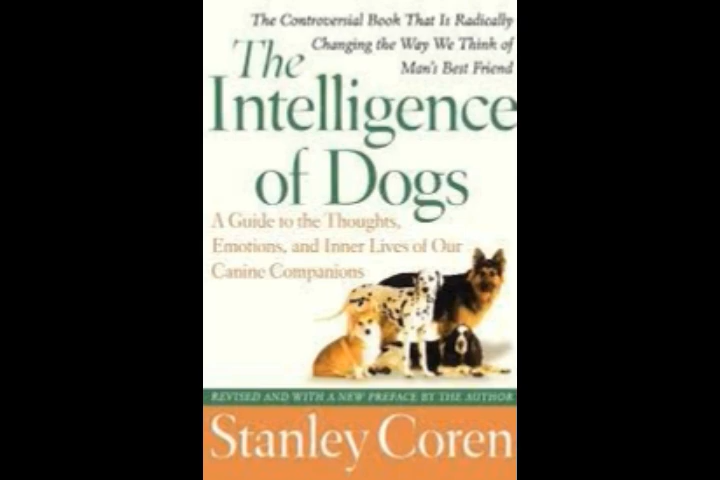 The Controversial Book That Is Radically
Changing the Way We Think of
Man's Best Friend
The
Intelligence
of Dogs
A Guide to the Thoughts,
Emotions, and Inner Lives of Our
Canine Companions
REVISED AND WITH A NEW PREFACE BY THE AUTHOR
Stanley Coren